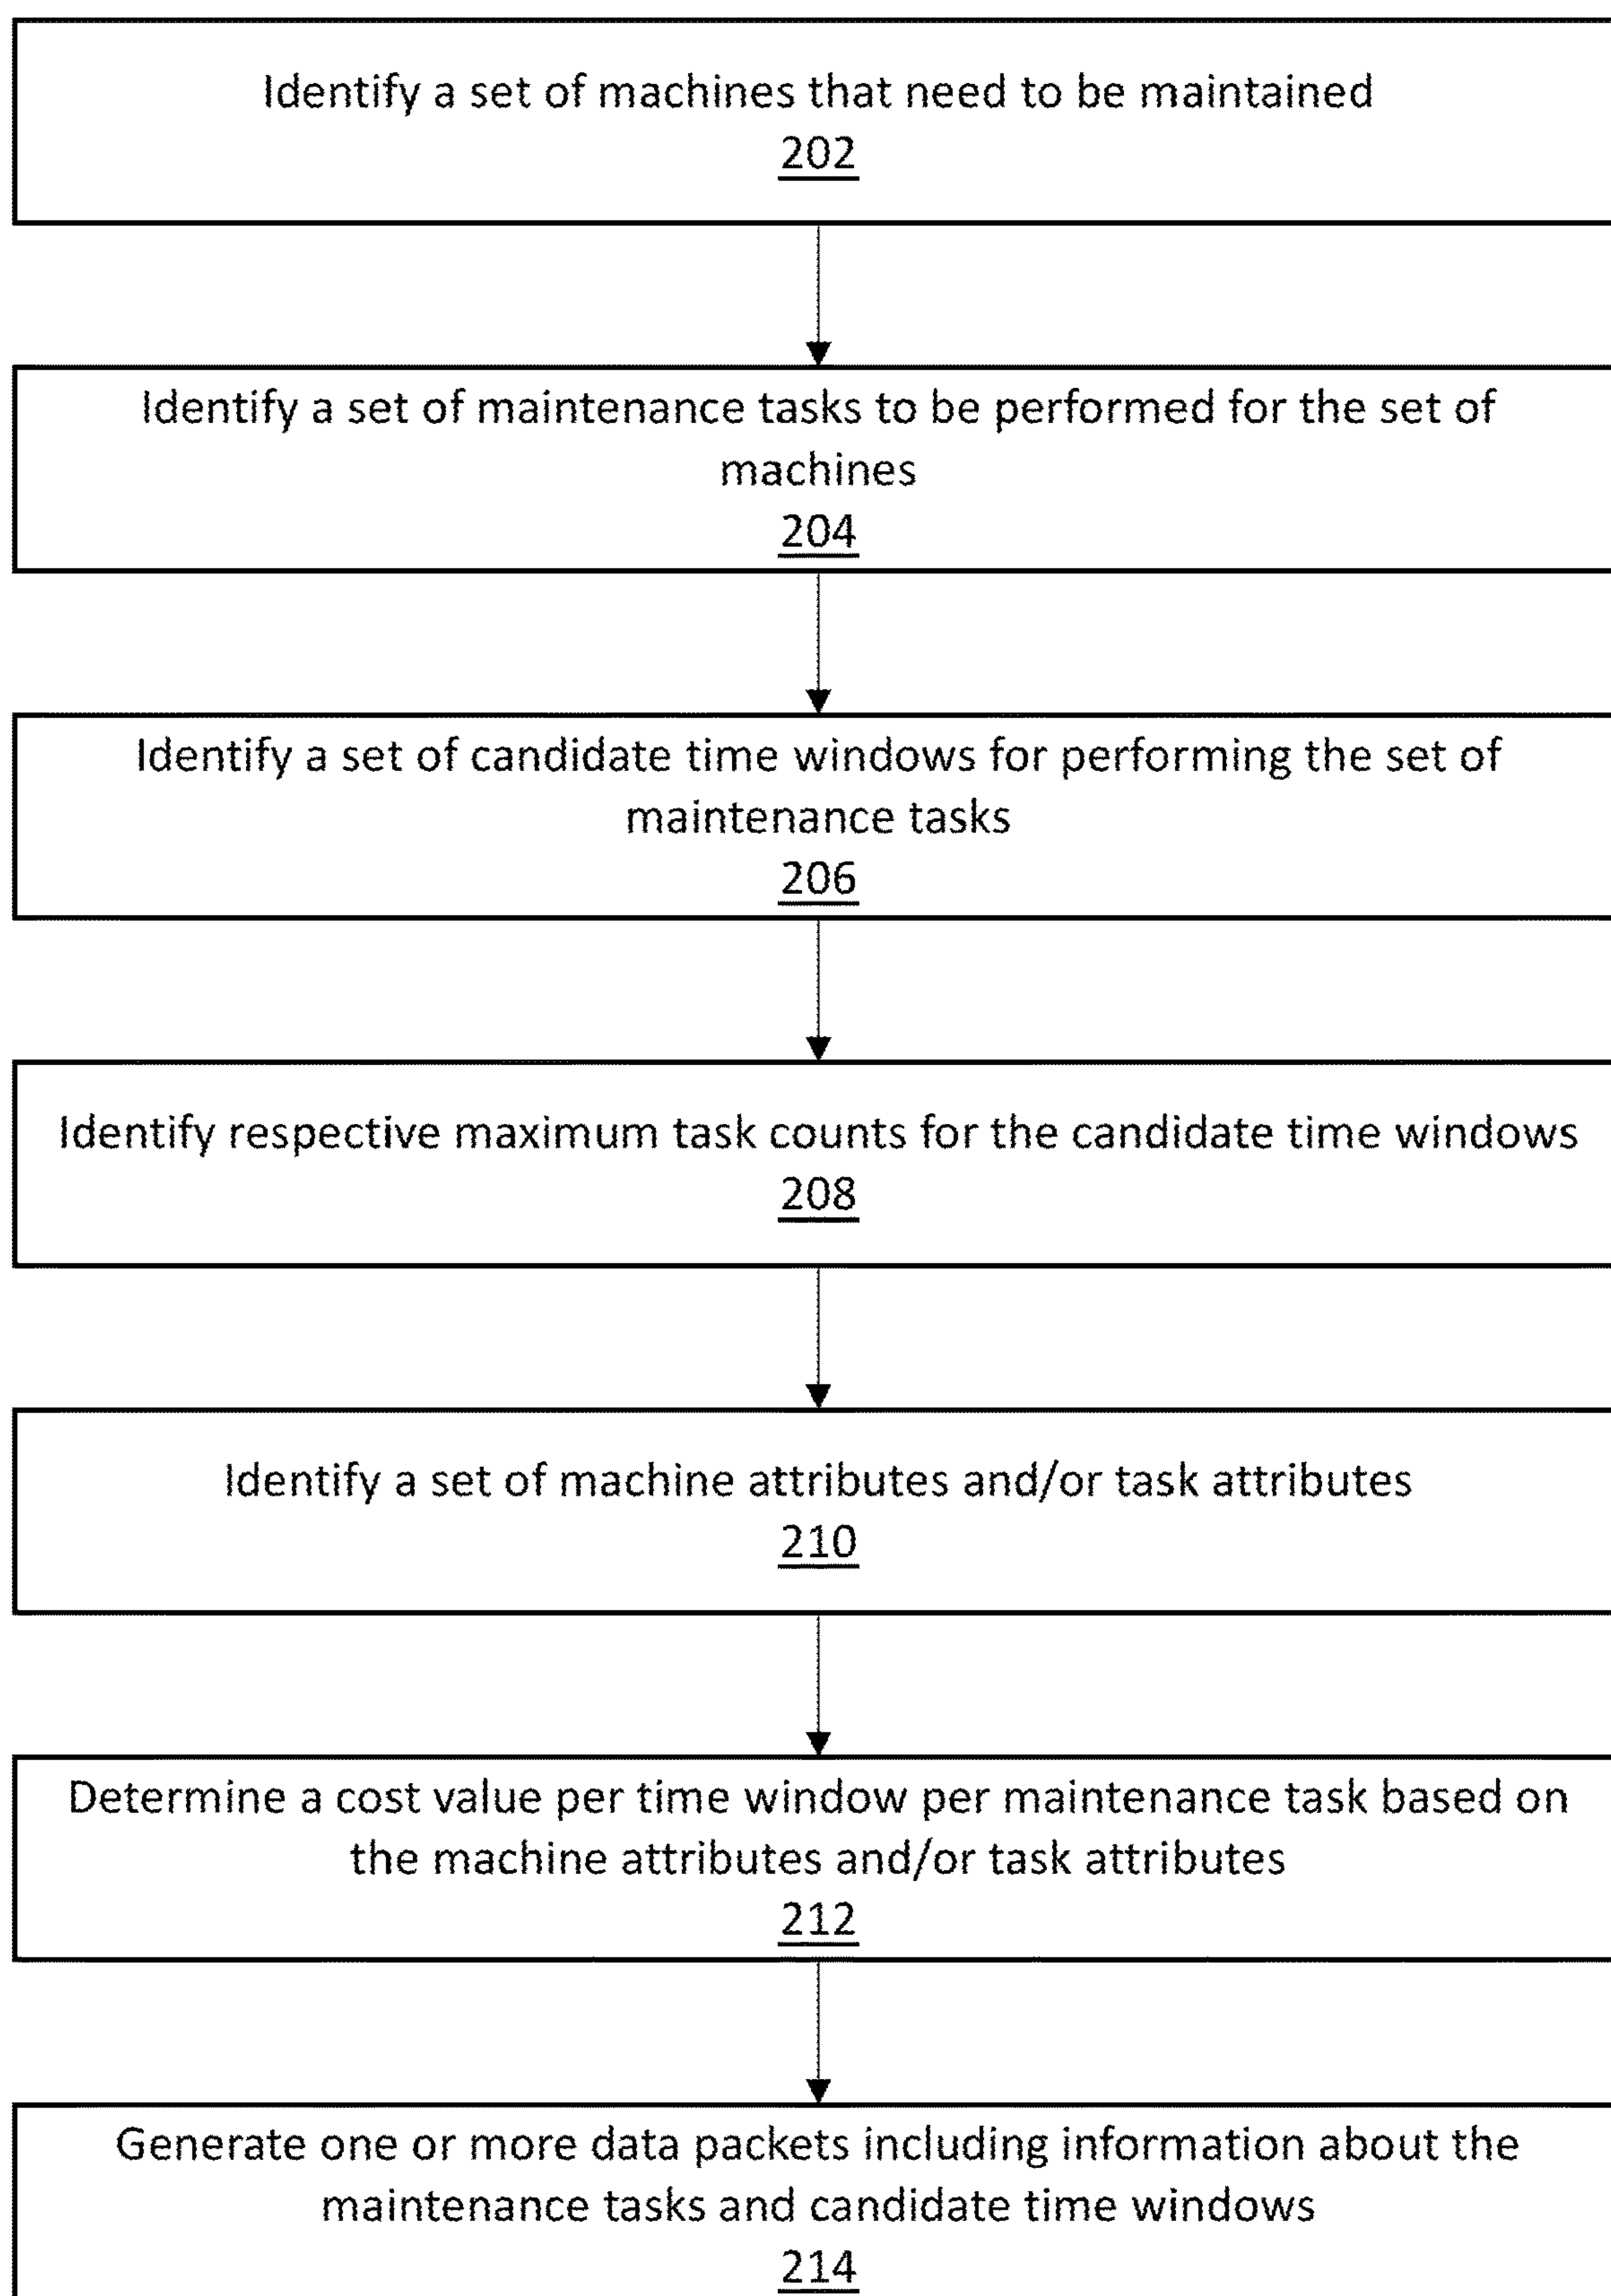 Identify a set of machines that need to be maintained
202
Identify a set of maintenance tasks to be performed for the set of
machines
204
Identify a set of candidate time windows for performing the set of
maintenance tasks
206
Identify respective maximum task counts for the candidate time windows
208
Identify a set of machine attributes and/or task attributes
210
Determine a cost value per time window per maintenance task based on
the machine attributes and/or task attributes
212
Generate one or more data packets including information about the
maintenance tasks and candidate time windows
214